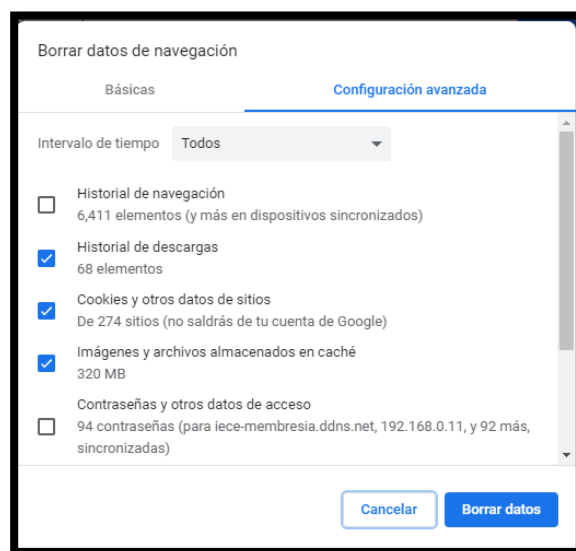 Borrar datos de navegación
Básicas
Configuración avanzada
Intervalo de tiempo Todos
Historial de navegación
6,411 elementos (y más en dispositivos sincronizados)
Historial de descargas
68 elementos
Cookies y otros datos de sitios
De 274 sitios (no saldrás de tu cuenta de Google)
Imágenes y archivos almacenados en caché
320 MB
Contraseñas y otros datos de acceso
94 contraseñas (para iece-membresia.ddns.net, 192.168.0.11, y 92 más,
sincronizadas)
Cancelar
Borrar datos